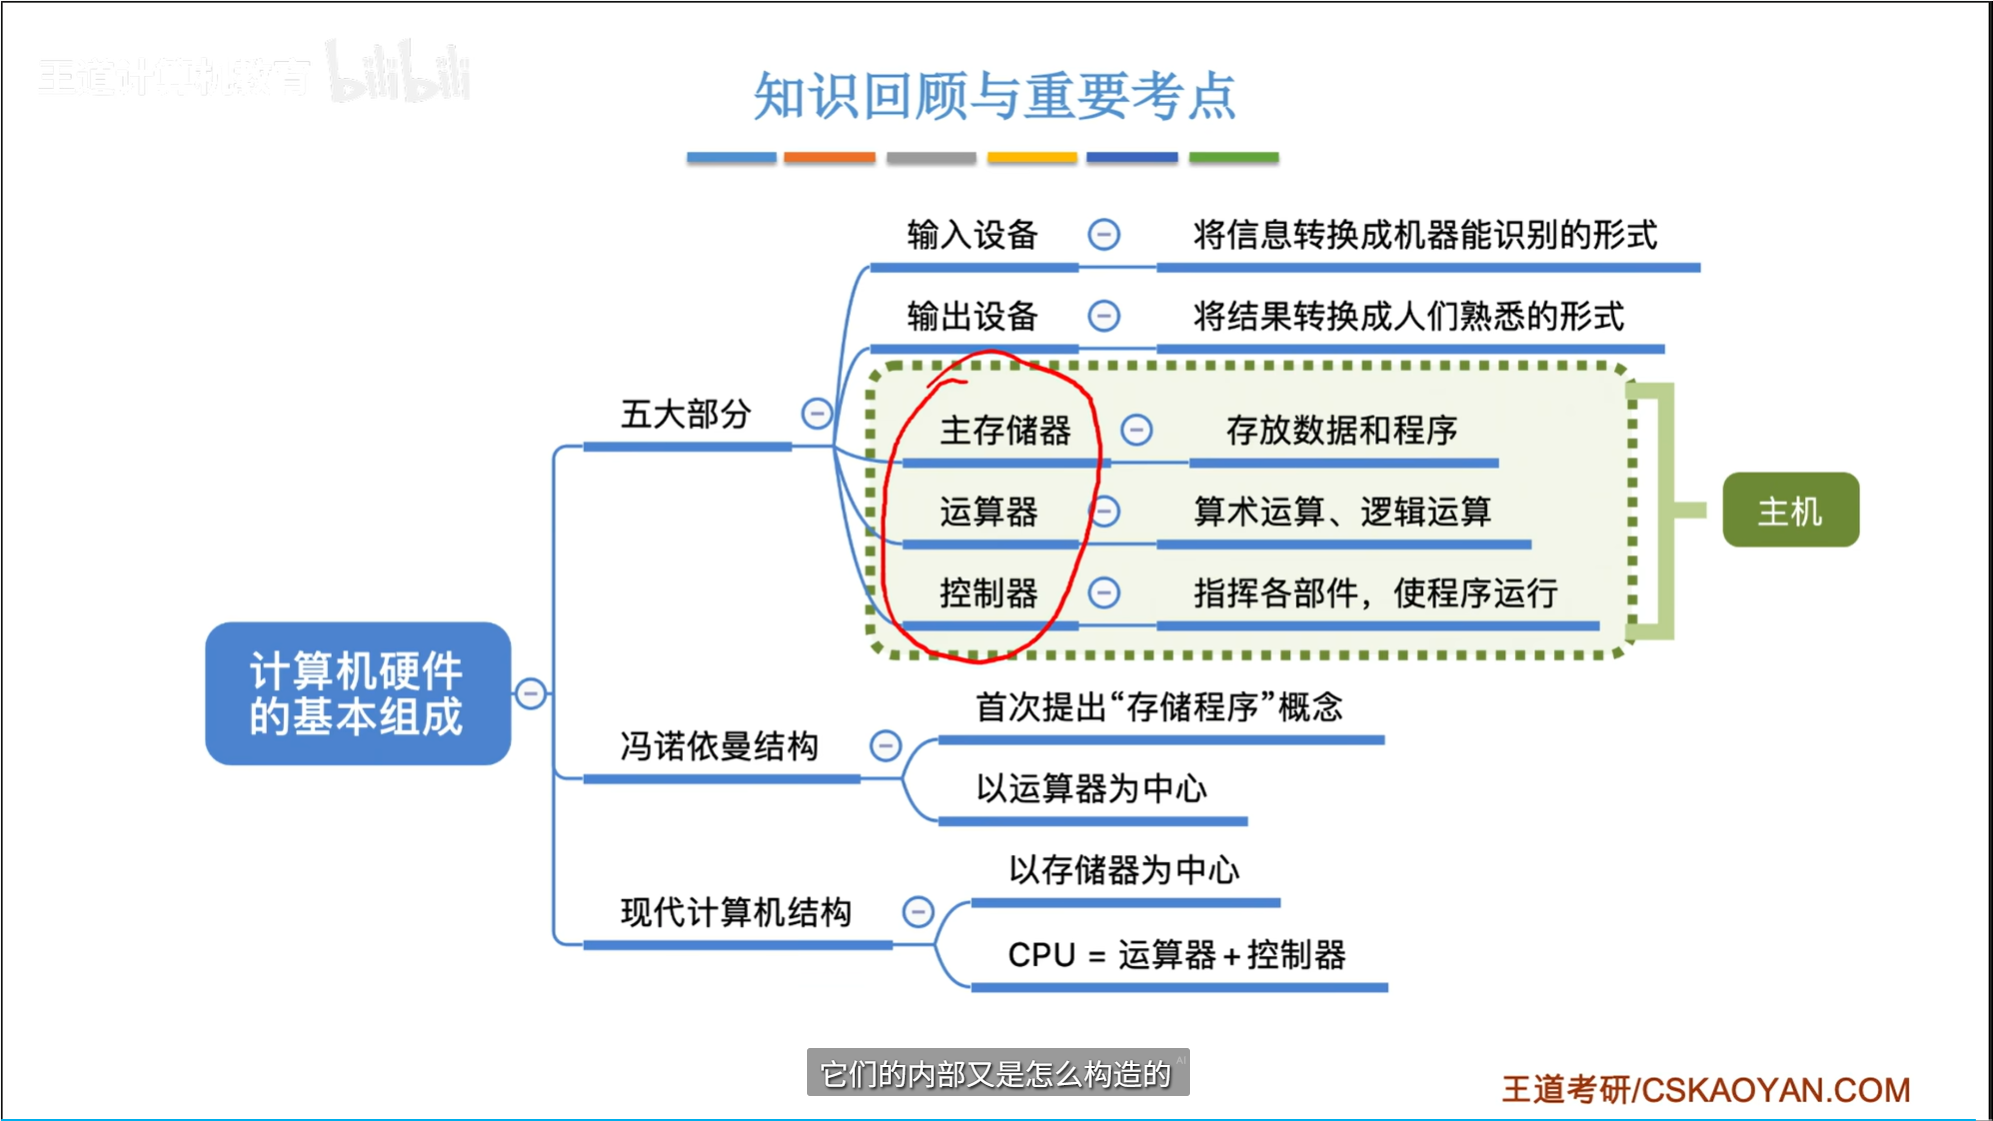 王道计算机教育 bilibili
知识回顾与重要考点
输入设备 将信息转换成机器能识别的形式
输出设备 将结果转换成人们熟悉的形式
五大部分
主存储器 存放数据和程序
运算器 算术运算、逻辑运算
主机
控制器 指挥各部件，使程序运行
计算机硬件
的基本组成
首次提出“存储程序”概念
冯诺依曼结构
以运算器为中心
以存储器为中心
现代计算机结构
CPU = 运算器+控制器
它们的内部又是怎么构造的
AI
王道考研/CSKAOYAN.COM